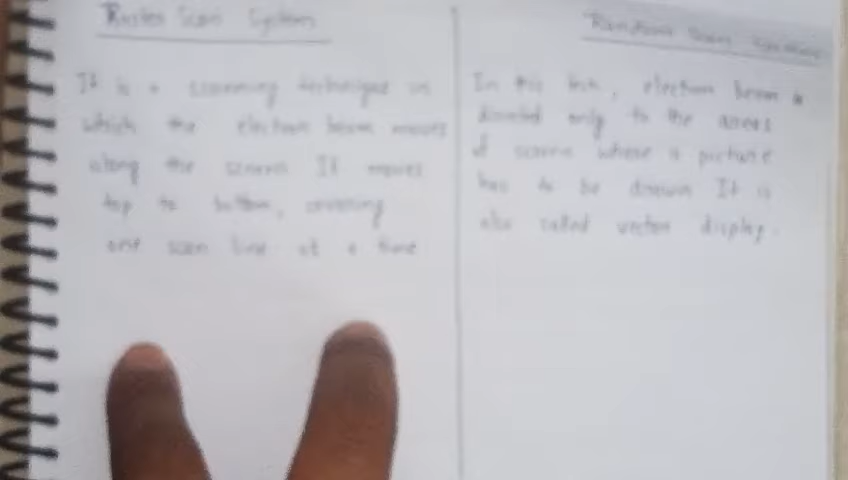 Raster Scan System
It is a scanning technique in
which the electron beam moves
along the screen. It moves
top to bottom, covering
one scan line at a time
Random Scan System
In this tech, electron beam is
directed only to the areas
of screen where a picture
has to be drawn It is
also called vector display.